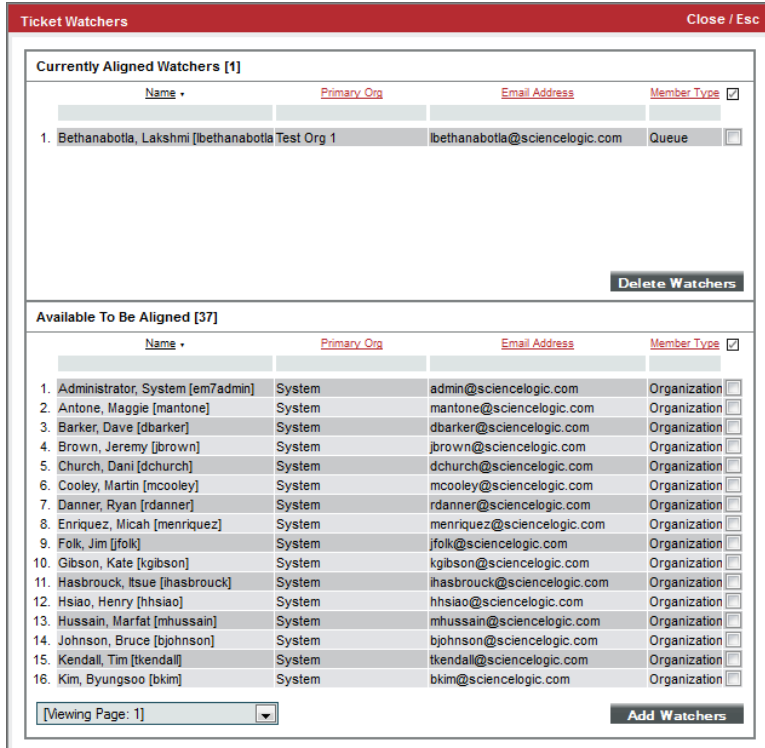 Ticket Watchers Close / Esc
Currently Aligned Watchers [1]
Name Primary Org Email Address Member Type
1. Bethanabotla, Lakshmi [lbethanabotla Test Org 1 lbethanabotla@sciencelogic.com Queue
Delete Watchers
Available To Be Aligned [37]
Name Primary Org Email Address Member Type
1. Administrator, System [em7admin] System admin@sciencelogic.com Organization
2. Antone, Maggie [mantone] System mantone@sciencelogic.com Organization
3. Barker, Dave [dbarker] System dbarker@sciencelogic.com Organization
4. Brown, Jeremy [jbrown] System jbrown@sciencelogic.com Organization
5. Church, Dani [dchurch] System dchurch@sciencelogic.com Organization
6. Cooley, Martin [mcooley] System mcooley@sciencelogic.com Organization
7. Danner, Ryan [rdanner] System rdanner@sciencelogic.com Organization
8. Enriquez, Micah [menriquez] System menriquez@sciencelogic.com Organization
9. Folk, Jim [jfolk] System jfolk@sciencelogic.com Organization
10. Gibson, Kate [kgibson] System kgibson@sciencelogic.com Organization
11. Hasbrouck, Itsue [ihasbrouck] System ihasbrouck@sciencelogic.com Organization
12. Hsiao, Henry [hhsiao] System hhsiao@sciencelogic.com Organization
13. Hussain, Marfat [mhussain] System mhussain@sciencelogic.com Organization
14. Johnson, Bruce [bjohnson] System bjohnson@sciencelogic.com Organization
15. Kendall, Tim [tkendall] System tkendall@sciencelogic.com Organization
16. Kim, Byungsoo [bkim] System bkim@sciencelogic.com Organization
[Viewing Page: 1] Add Watchers